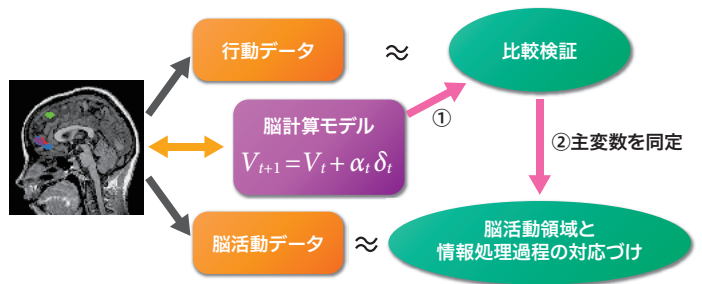 行動データ
≈
比較検証
①
脳計算モデル
Vt+1=Vt+αtδt
②主変数を同定
脳活動データ
≈
脳活動領域と
情報処理過程の対応づけ